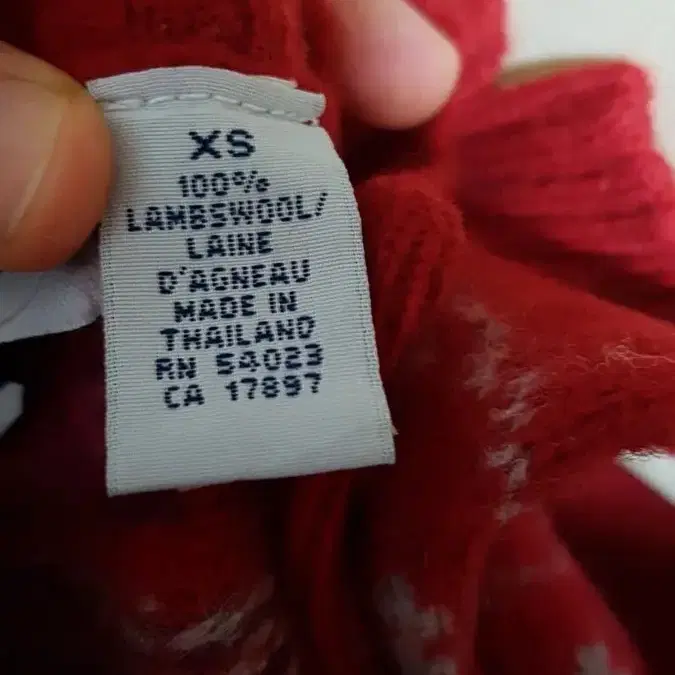 XS
100%
LAMBSWOOL/
LAINE
D'AGNEAU
MADE IN
THAILAND
RN 54023
CA 17897